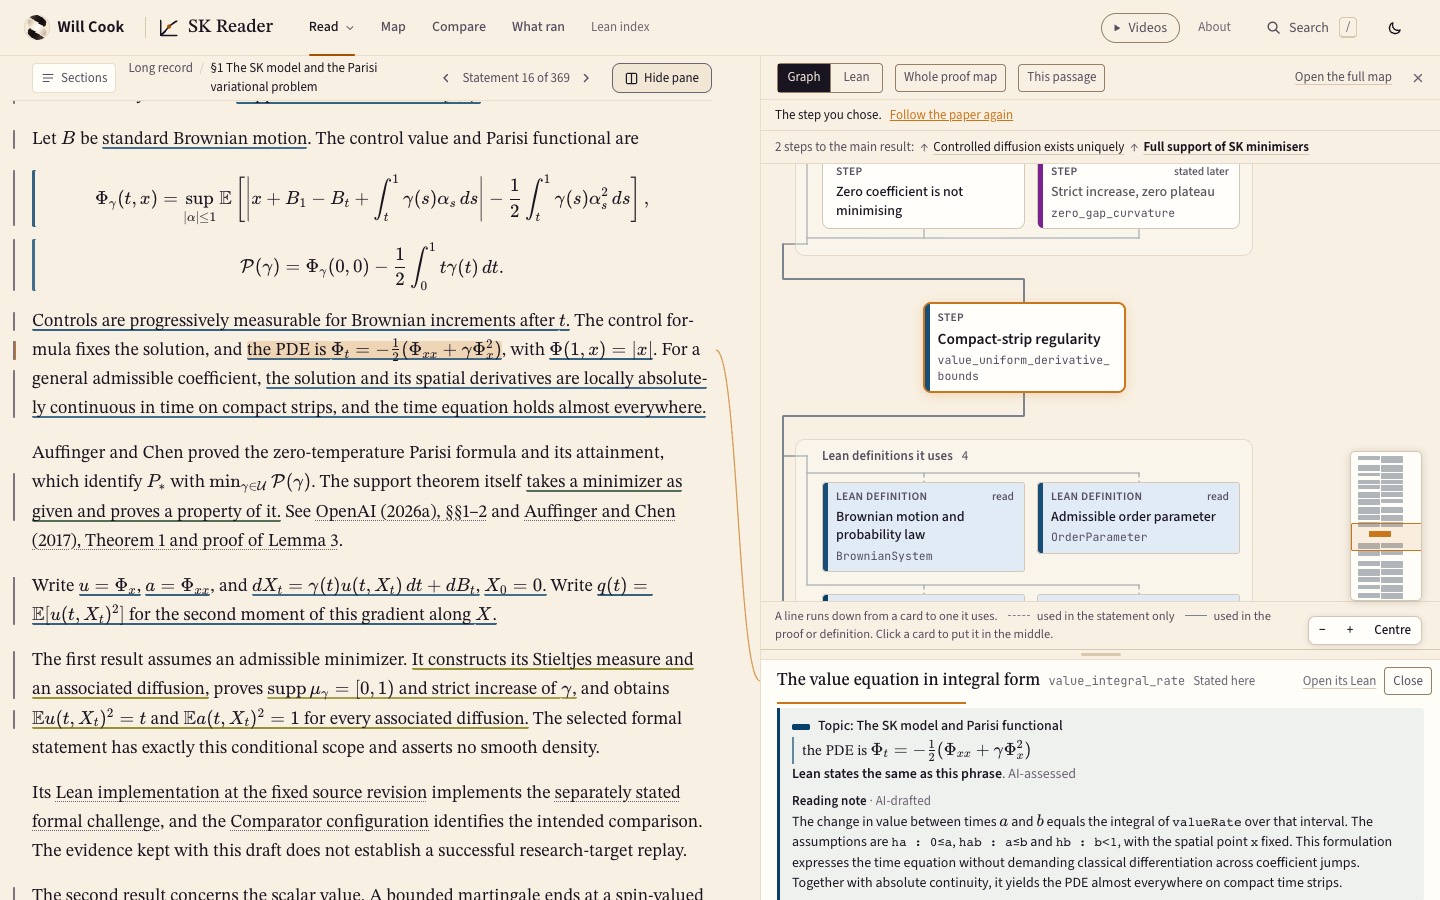 Will Cook
SK Reader
Read
Map
Compare
What ran
Lean index
Videos
About
Search /
Sections
Long record / §1 The SK model and the Parisi
variational problem
Statement 16 of 369
Hide pane
Let B be standard Brownian motion. The control value and Parisi functional are
Φ_γ(t, x) = sup_{|α|≤1} 𝔼 [ | x + B_1 − B_t + ∫_t^1 γ(s)α_s ds | − 1/2 ∫_t^1 γ(s)α_s^2 ds ] ,
𝒫(γ) = Φ_γ(0, 0) − 1/2 ∫_0^1 tγ(t) dt.
Controls are progressively measurable for Brownian increments after t. The control for-
mula fixes the solution, and the PDE is Φ_t = −½(Φ_xx + γΦ_x^2), with Φ(1, x) = |x|. For a
general admissible coefficient, the solution and its spatial derivatives are locally absolute-
ly continuous in time on compact strips, and the time equation holds almost everywhere.
Auffinger and Chen proved the zero-temperature Parisi formula and its attainment,
which identify P_* with min_{γ∈𝒰} 𝒫(γ). The support theorem itself takes a minimizer as
given and proves a property of it. See OpenAI (2026a), §§1–2 and Auffinger and Chen
(2017), Theorem 1 and proof of Lemma 3.
Write u = Φ_x, a = Φ_xx, and dX_t = γ(t)u(t, X_t) dt + dB_t, X_0 = 0. Write q(t) =
𝔼[u(t, X_t)^2] for the second moment of this gradient along X.
The first result assumes an admissible minimizer. It constructs its Stieltjes measure and
an associated diffusion, proves supp μ_γ = [0, 1) and strict increase of γ, and obtains
𝔼u(t, X_t)^2 = t and 𝔼a(t, X_t)^2 = 1 for every associated diffusion. The selected formal
statement has exactly this conditional scope and asserts no smooth density.
Its Lean implementation at the fixed source revision implements the separately stated
formal challenge, and the Comparator configuration identifies the intended comparison.
The evidence kept with this draft does not establish a successful research-target replay.
The second result concerns the scalar value. A bounded martingale ends at a spin-valued
Graph
Lean
Whole proof map
This passage
Open the full map
The step you chose. Follow the paper again
2 steps to the main result: ↑ Controlled diffusion exists uniquely ↑ Full support of SK minimisers
STEP
Zero coefficient is not
minimising
STEP stated later
Strict increase, zero plateau
zero_gap_curvature
STEP
Compact-strip regularity
value_uniform_derivative_
bounds
Lean definitions it uses 4
LEAN DEFINITION read
Brownian motion and
probability law
BrownianSystem
LEAN DEFINITION read
Admissible order parameter
OrderParameter
A line runs down from a card to one it uses. used in the statement only used in the
proof or definition. Click a card to put it in the middle.
− + Centre
The value equation in integral form value_integral_rate Stated here
Open its Lean
Close
Topic: The SK model and Parisi functional
the PDE is Φ_t = −½(Φ_xx + γΦ_x^2)
Lean states the same as this phrase. AI-assessed
Reading note · AI-drafted
The change in value between times a and b equals the integral of valueRate over that interval. The
assumptions are ha : 0≤a, hab : a≤b and hb : b<1, with the spatial point x fixed. This formulation
expresses the time equation without demanding classical differentiation across coefficient jumps.
Together with absolute continuity, it yields the PDE almost everywhere on compact time strips.